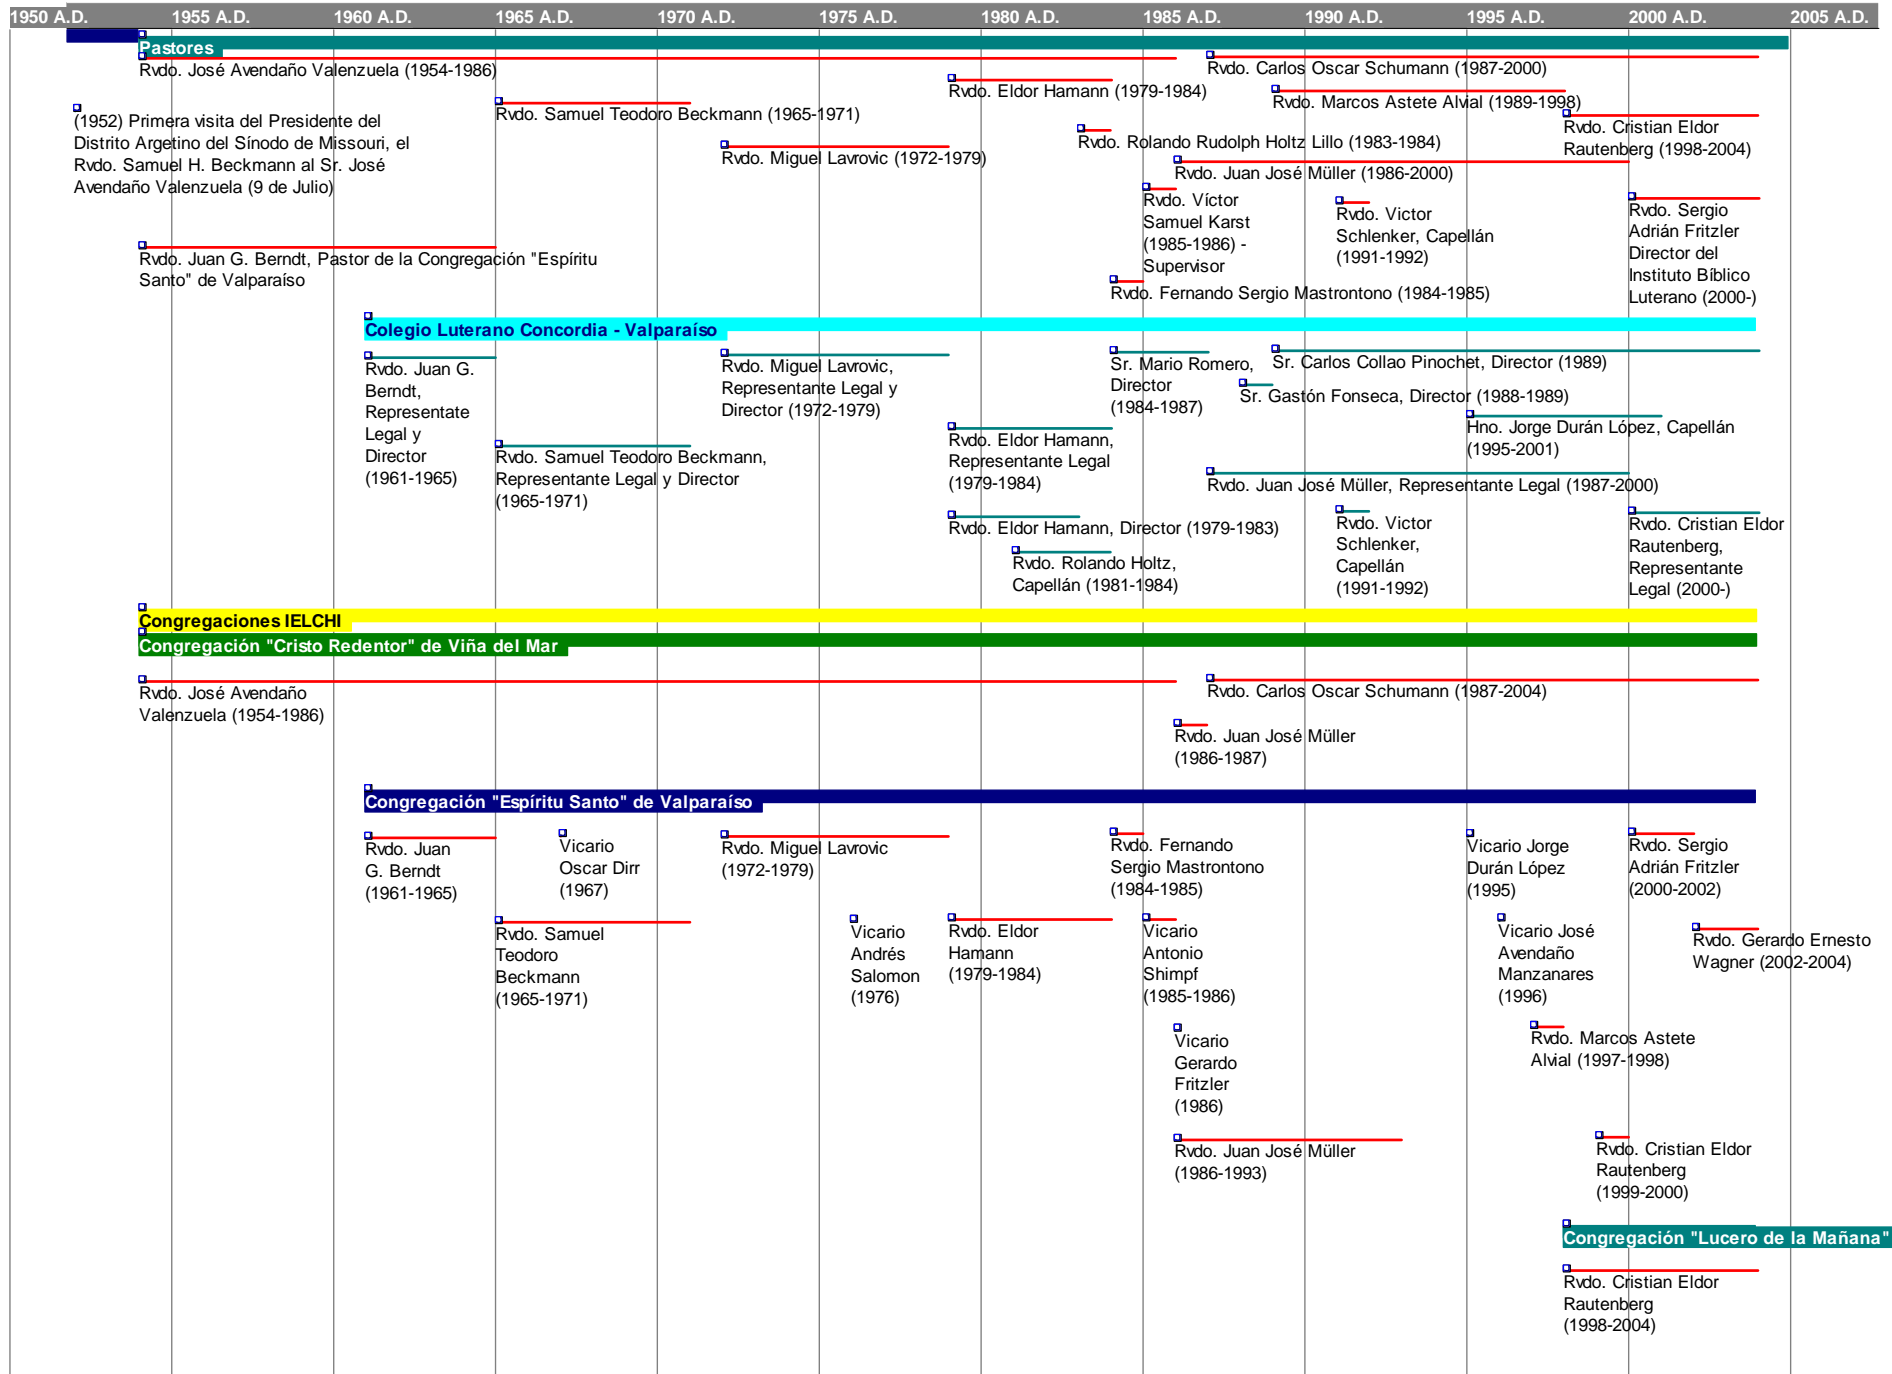 1950 A.D. 1955 A.D. 1960 A.D. 1965 A.D. 1970 A.D. 1975 A.D. 1980 A.D. 1985 A.D. 1990 A.D. 1995 A.D. 2000 A.D. 2005 A.D.
Pastores
Rvdo. José Avendaño Valenzuela (1954-1986)
Rvdo. Carlos Oscar Schumann (1987-2000)
Rvdo. Eldor Hamann (1979-1984)
Rvdo. Marcos Astete Alvial (1989-1998)
Rvdo. Samuel Teodoro Beckmann (1965-1971)
(1952) Primera visita del Presidente del
Distrito Argetino del Sínodo de Missouri, el
Rvdo. Samuel H. Beckmann al Sr. José
Avendaño Valenzuela (9 de Julio)
Rvdo. Cristian Eldor
Rautenberg (1998-2004)
Rvdo. Rolando Rudolph Holtz Lillo (1983-1984)
Rvdo. Miguel Lavrovic (1972-1979)
Rvdo. Juan José Müller (1986-2000)
Rvdo. Víctor
Samuel Karst
(1985-1986) -
Supervisor
Rvdo. Victor
Schlenker, Capellán
(1991-1992)
Rvdo. Sergio
Adrián Fritzler
Director del
Instituto Bíblico
Luterano (2000-)
Rvdo. Juan G. Berndt, Pastor de la Congregación "Espíritu
Santo" de Valparaíso
Rvdo. Fernando Sergio Mastrontono (1984-1985)
Colegio Luterano Concordia - Valparaíso
Rvdo. Juan G.
Berndt,
Representate
Legal y
Director
(1961-1965)
Rvdo. Miguel Lavrovic,
Representante Legal y
Director (1972-1979)
Sr. Mario Romero,
Director
(1984-1987)
Sr. Carlos Collao Pinochet, Director (1989)
Sr. Gastón Fonseca, Director (1988-1989)
Hno. Jorge Durán López, Capellán
(1995-2001)
Rvdo. Eldor Hamann,
Representante Legal
(1979-1984)
Rvdo. Samuel Teodoro Beckmann,
Representante Legal y Director
(1965-1971)
Rvdo. Juan José Müller, Representante Legal (1987-2000)
Rvdo. Eldor Hamann, Director (1979-1983)
Rvdo. Victor
Schlenker,
Capellán
(1991-1992)
Rvdo. Cristian Eldor
Rautenberg,
Representante
Legal (2000-)
Rvdo. Rolando Holtz,
Capellán (1981-1984)
Congregaciones IELCHI
Congregación "Cristo Redentor" de Viña del Mar
Rvdo. José Avendaño
Valenzuela (1954-1986)
Rvdo. Carlos Oscar Schumann (1987-2004)
Rvdo. Juan José Müller
(1986-1987)
Congregación "Espíritu Santo" de Valparaíso
Rvdo. Juan
G. Berndt
(1961-1965)
Vicario
Oscar Dirr
(1967)
Rvdo. Miguel Lavrovic
(1972-1979)
Rvdo. Fernando
Sergio Mastrontono
(1984-1985)
Vicario Jorge
Durán López
(1995)
Rvdo. Sergio
Adrián Fritzler
(2000-2002)
Rvdo. Samuel
Teodoro
Beckmann
(1965-1971)
Vicario
Andrés
Salomon
(1976)
Rvdo. Eldor
Hamann
(1979-1984)
Vicario
Antonio
Shimpf
(1985-1986)
Vicario José
Avendaño
Manzanares
(1996)
Rvdo. Gerardo Ernesto
Wagner (2002-2004)
Vicario
Gerardo
Fritzler
(1986)
Rvdo. Marcos Astete
Alvial (1997-1998)
Rvdo. Juan José Müller
(1986-1993)
Rvdo. Cristian Eldor
Rautenberg
(1999-2000)
Congregación "Lucero de la Mañana"
Rvdo. Cristian Eldor
Rautenberg
(1998-2004)